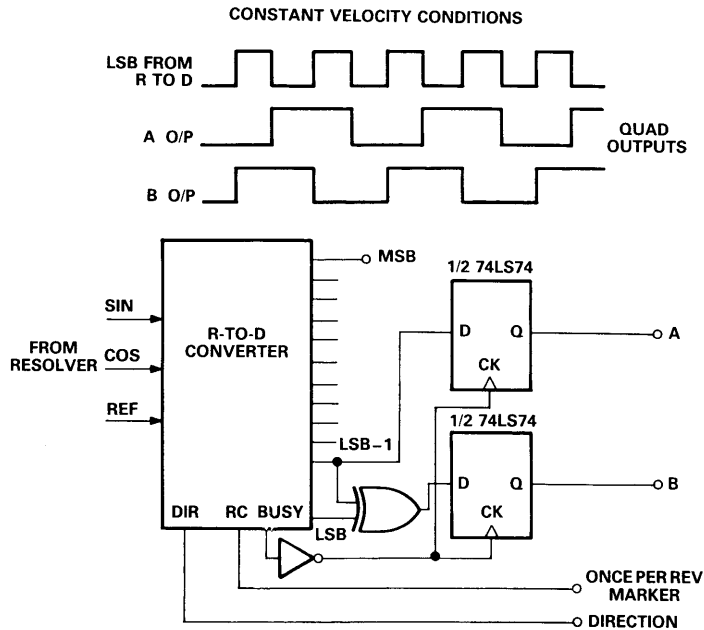 CONSTANT VELOCITY CONDITIONS
LSB FROM
R TO D
A O/P
QUAD
OUTPUTS
B O/P
MSB
1/2 74LS74
SIN
D Q
A
R-TO-D
CONVERTER
FROM
RESOLVER
COS
CK
REF
1/2 74LS74
LSB–1
D Q
B
DIR RC BUSY
LSB
CK
ONCE PER REV
MARKER
DIRECTION